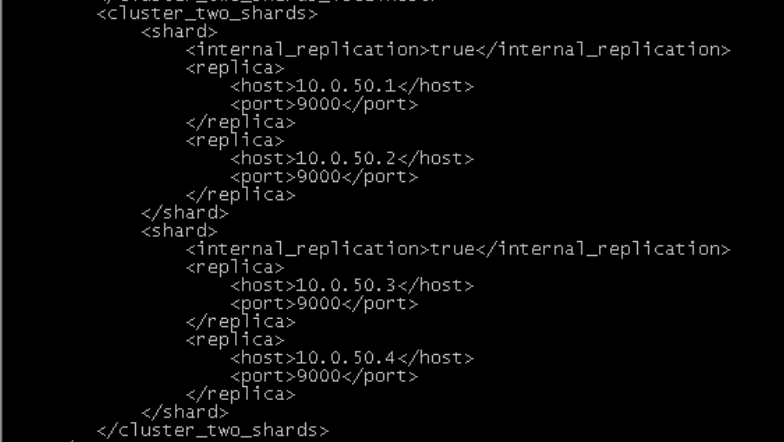 <cluster_two_shards>
<shard>
<internal_replication>true</internal_replication>
<replica>
<host>10.0.50.1</host>
<port>9000</port>
</replica>
<replica>
<host>10.0.50.2</host>
<port>9000</port>
</replica>
</shard>
<shard>
<internal_replication>true</internal_replication>
<replica>
<host>10.0.50.3</host>
<port>9000</port>
</replica>
<replica>
<host>10.0.50.4</host>
<port>9000</port>
</replica>
</shard>
</cluster_two_shards>